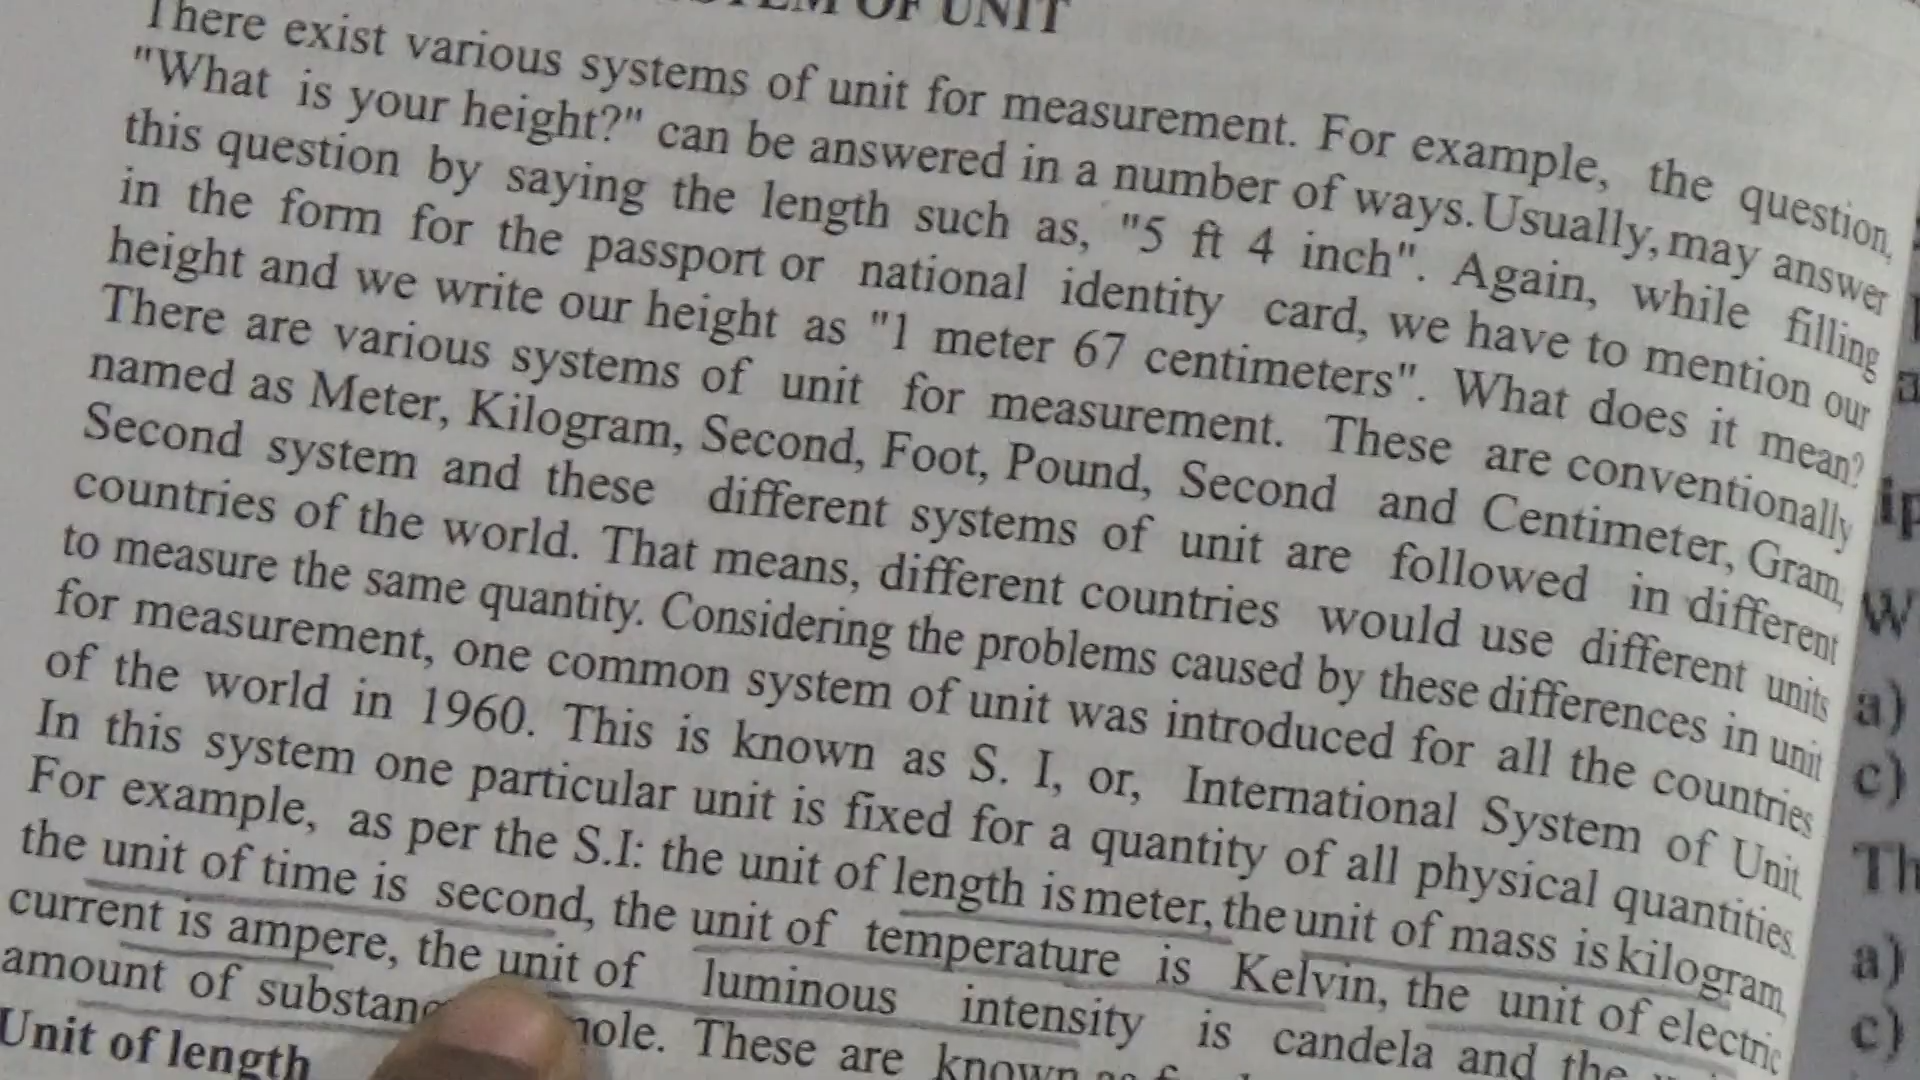 OF UNIT
There exist various systems of unit for measurement. For example, the question,
"What is your height?" can be answered in a number of ways. Usually, may answer
this question by saying the length such as, "5 ft 4 inch". Again, while filling
in the form for the passport or national identity card, we have to mention our
height and we write our height as "1 meter 67 centimeters". What does it mean?
There are various systems of unit for measurement. These are conventionally
named as Meter, Kilogram, Second, Foot, Pound, Second and Centimeter, Gram,
Second system and these different systems of unit are followed in different
countries of the world. That means, different countries would use different units
to measure the same quantity. Considering the problems caused by these differences in unit
for measurement, one common system of unit was introduced for all the countries
of the world in 1960. This is known as S. I, or, International System of Unit.
In this system one particular unit is fixed for a quantity of all physical quantities.
For example, as per the S.I: the unit of length is meter, the unit of mass is kilogram,
the unit of time is second, the unit of temperature is Kelvin, the unit of electric
current is ampere, the unit of luminous intensity is candela and the
amount of mole. These are known as
Unit of length
a)
c)
Th
a)
c)